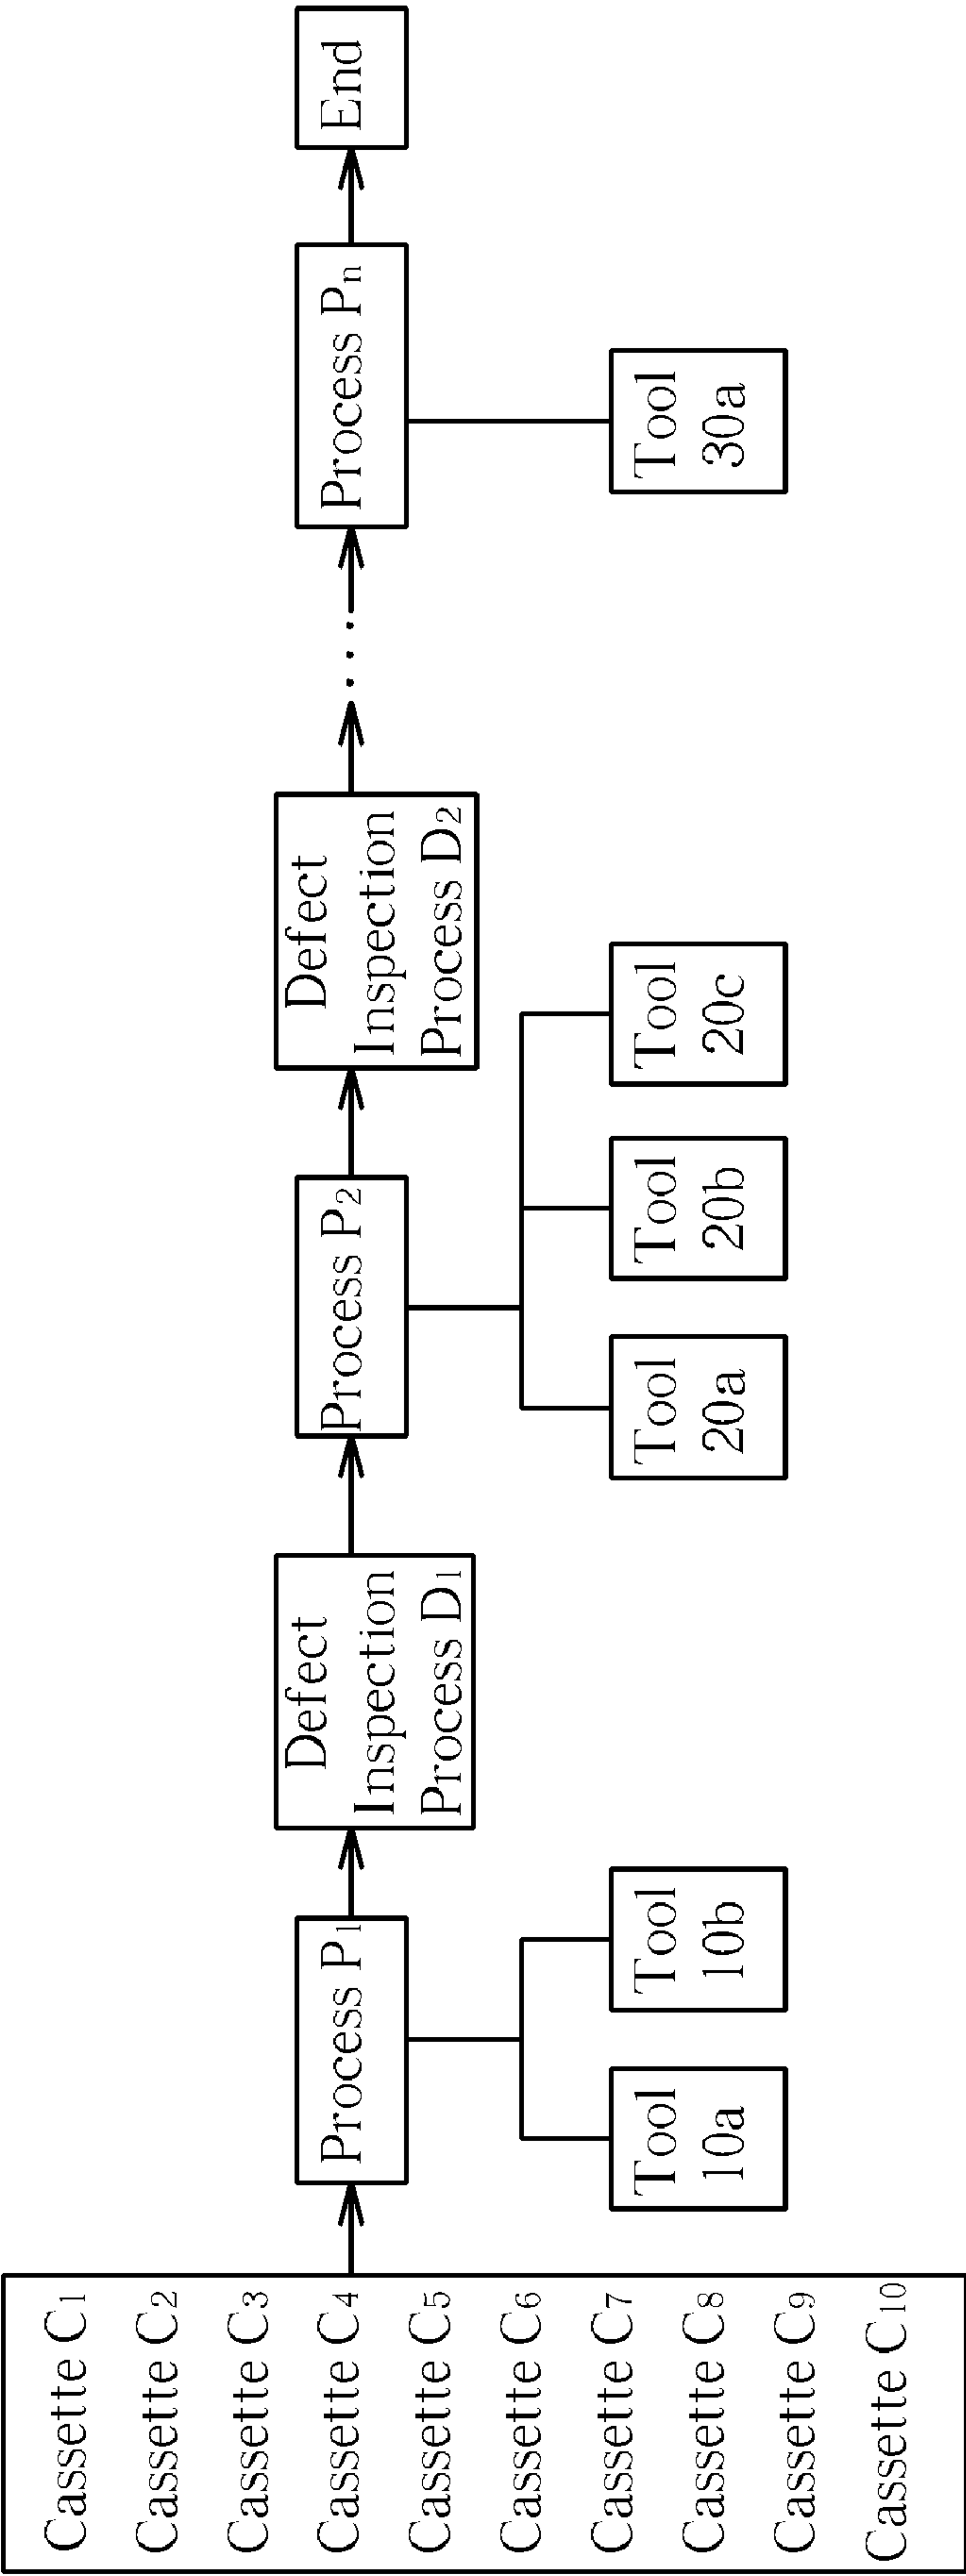 Cassette C1
Cassette C2
Cassette C3
Cassette C4
Cassette C5
Cassette C6
Cassette C7
Cassette C8
Cassette C9
Cassette C10
Process P1
Tool
10a
Tool
10b
Defect
Inspection
Process D1
Process P2
Tool
20a
Tool
20b
Tool
20c
Defect
Inspection
Process D2
....
Process Pn
Tool
30a
End